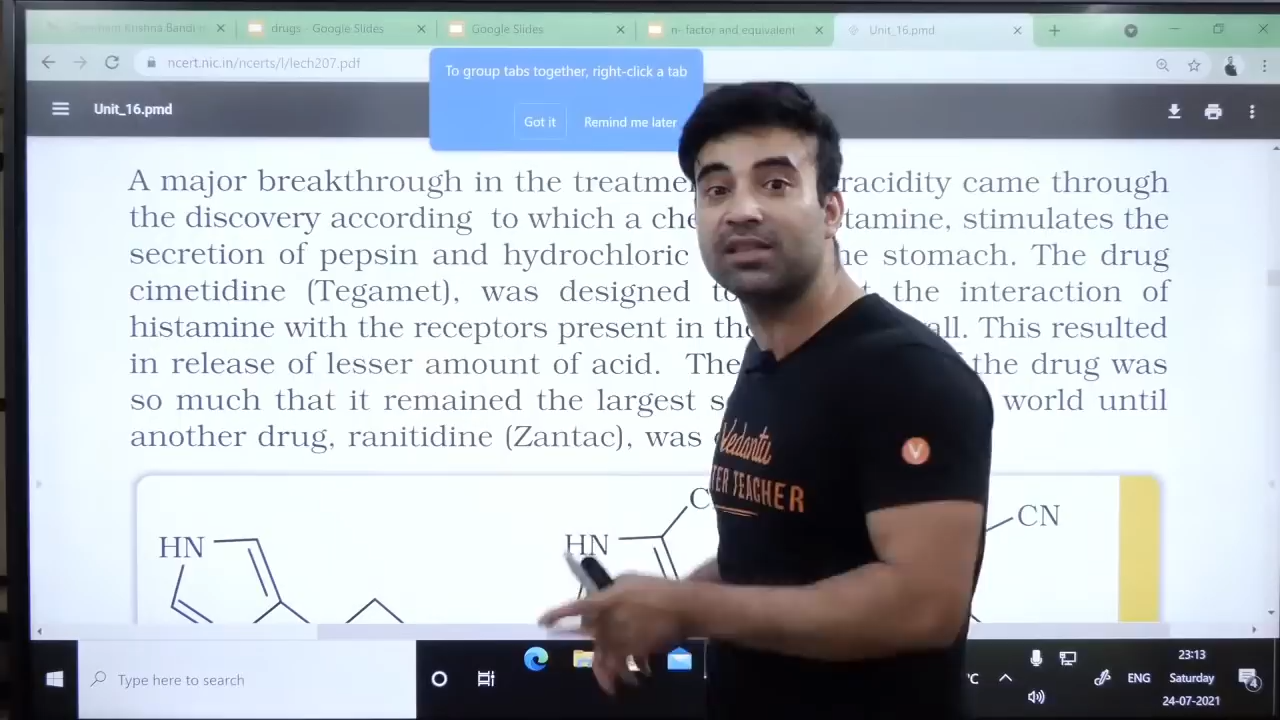 drugs - Google Slides
Google Slides
n- factor and equivalent
Unit_16.pmd
ncert.nic.in/ncerts/l/lech207.pdf
To group tabs together, right-click a tab
Got it
Remind me later
Unit_16.pmd
A major breakthrough in the treatme racidity came through
the discovery according to which a che tamine, stimulates the
secretion of pepsin and hydrochloric he stomach. The drug
cimetidine (Tegamet), was designed to t the interaction of
histamine with the receptors present in the all. This resulted
in release of lesser amount of acid. The the drug was
so much that it remained the largest s world until
another drug, ranitidine (Zantac), was
HN
HN
C
CN
Vedantu
TER TEACHER
V
Type here to search
°C
ENG
23:13
Saturday
24-07-2021
4